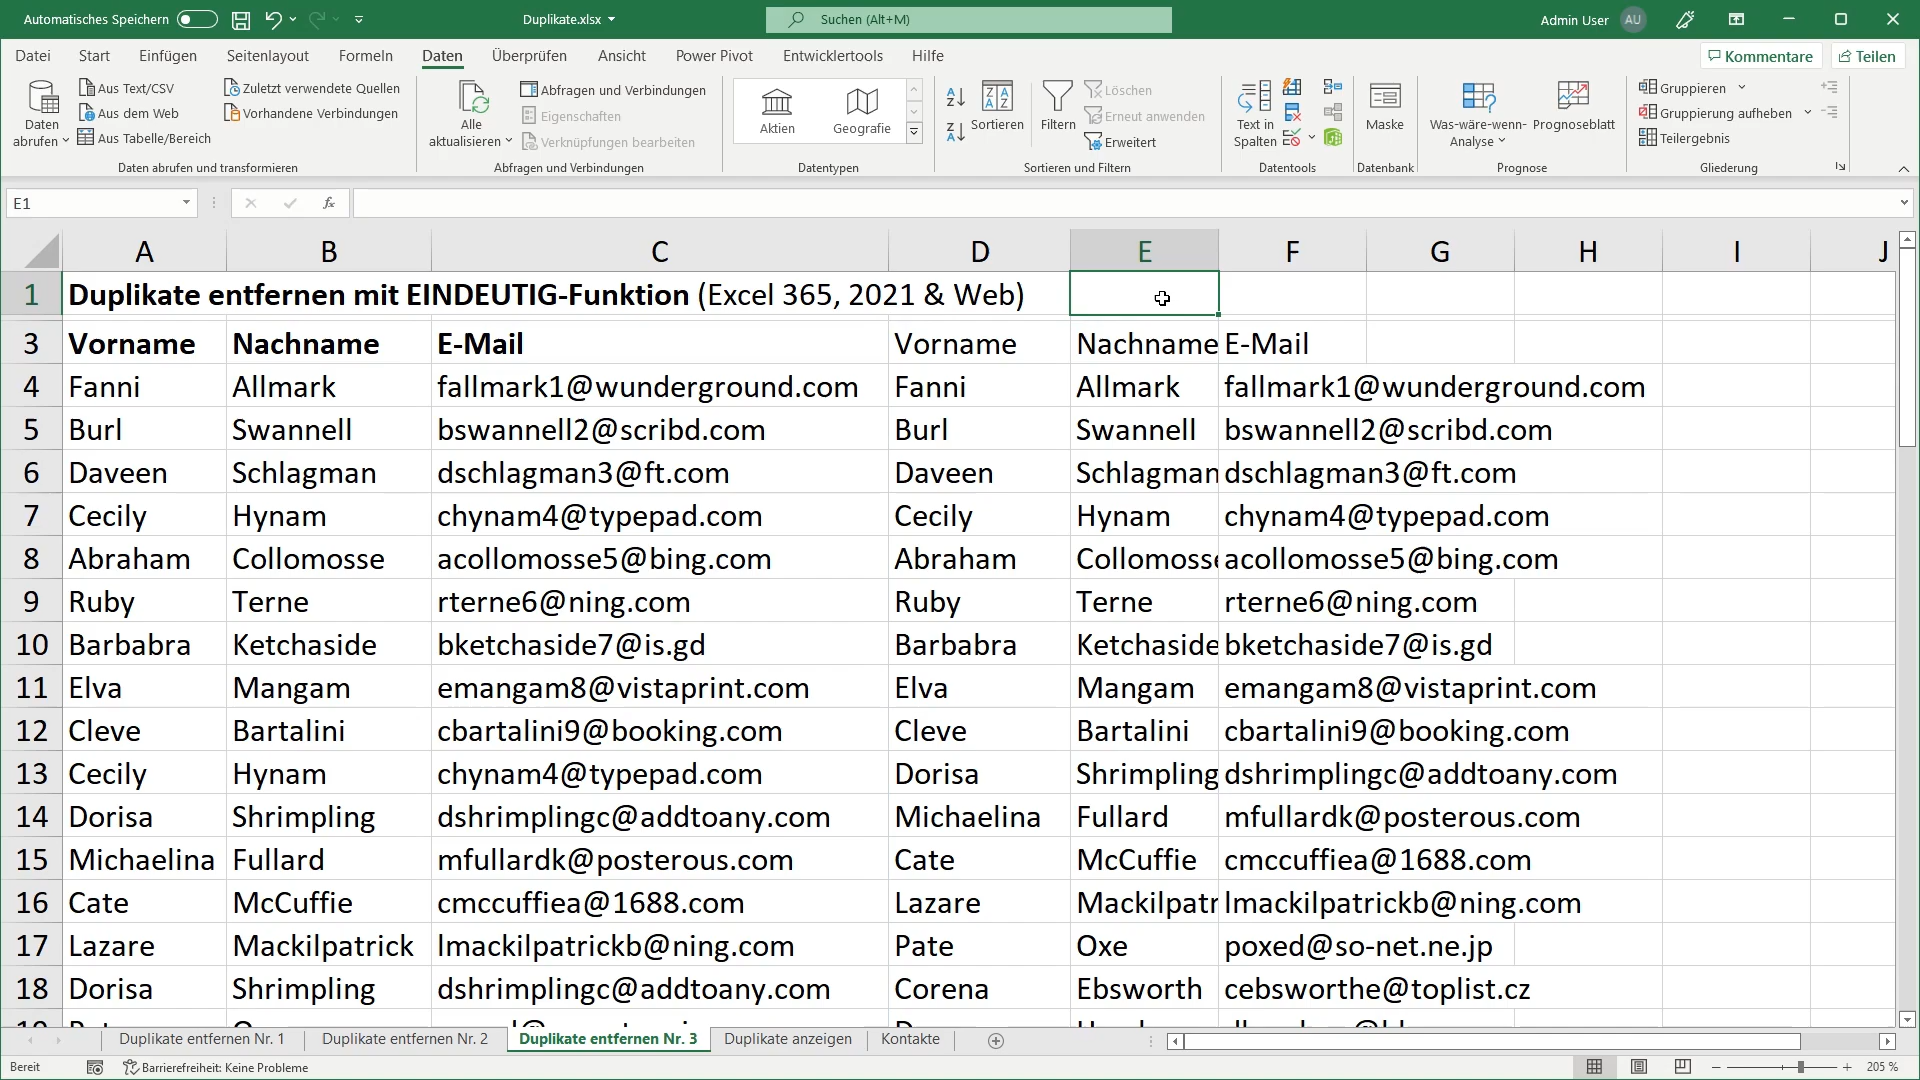 Automatisches Speichern
Duplikate.xlsx
Suchen (Alt+M)
Admin User AU
Datei Start Einfügen Seitenlayout Formeln Daten Überprüfen Ansicht Power Pivot Entwicklertools Hilfe
Kommentare Teilen
Daten abrufen
Aus Text/CSV
Aus dem Web
Aus Tabelle/Bereich
Zuletzt verwendete Quellen
Vorhandene Verbindungen
Daten abrufen und transformieren
Alle aktualisieren
Abfragen und Verbindungen
Eigenschaften
Verknüpfungen bearbeiten
Abfragen und Verbindungen
Aktien Geografie
Datentypen
Sortieren Filtern
Löschen
Erneut anwenden
Erweitert
Sortieren und Filtern
Text in Spalten
Datentools
Maske
Datenbank
Was-wäre-wenn-Analyse
Prognoseblatt
Prognose
Gruppieren
Gruppierung aufheben
Teilergebnis
Gliederung
E1 fx
A B C D E F G H I J
1 Duplikate entfernen mit EINDEUTIG-Funktion (Excel 365, 2021 & Web)
3 Vorname Nachname E-Mail Vorname Nachname E-Mail
4 Fanni Allmark fallmark1@wunderground.com Fanni Allmark fallmark1@wunderground.com
5 Burl Swannell bswannell2@scribd.com Burl Swannell bswannell2@scribd.com
6 Daveen Schlagman dschlagman3@ft.com Daveen Schlagman dschlagman3@ft.com
7 Cecily Hynam chynam4@typepad.com Cecily Hynam chynam4@typepad.com
8 Abraham Collomosse acollomosse5@bing.com Abraham Collomosse acollomosse5@bing.com
9 Ruby Terne rterne6@ning.com Ruby Terne rterne6@ning.com
10 Barbabra Ketchaside bketchaside7@is.gd Barbabra Ketchaside bketchaside7@is.gd
11 Elva Mangam emangam8@vistaprint.com Elva Mangam emangam8@vistaprint.com
12 Cleve Bartalini cbartalini9@booking.com Cleve Bartalini cbartalini9@booking.com
13 Cecily Hynam chynam4@typepad.com Dorisa Shrimpling dshrimplingc@addtoany.com
14 Dorisa Shrimpling dshrimplingc@addtoany.com Michaelina Fullard mfullardk@posterous.com
15 Michaelina Fullard mfullardk@posterous.com Cate McCuffie cmccuffiea@1688.com
16 Cate McCuffie cmccuffiea@1688.com Lazare Mackilpatr lmackilpatrickb@ning.com
17 Lazare Mackilpatrick lmackilpatrickb@ning.com Pate Oxe poxed@so-net.ne.jp
18 Dorisa Shrimpling dshrimplingc@addtoany.com Corena Ebsworth cebsworthe@toplist.cz
Duplikate entfernen Nr. 1 Duplikate entfernen Nr. 2 Duplikate entfernen Nr. 3 Duplikate anzeigen Kontakte
Bereit Barrierefreiheit: Keine Probleme 205 %